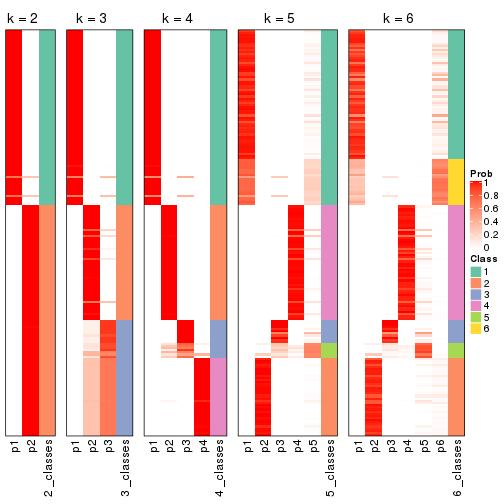 k = 2
k = 3
k = 4
k = 5
k = 6
Prob
1
0.8
0.6
0.4
0.2
0
Class
1
2
3
4
5
6
p1
p2
2_classes
p1
p2
p3
3_classes
p1
p2
p3
p4
4_classes
p1
p2
p3
p4
p5
5_classes
p1
p2
p3
p4
p5
p6
6_classes